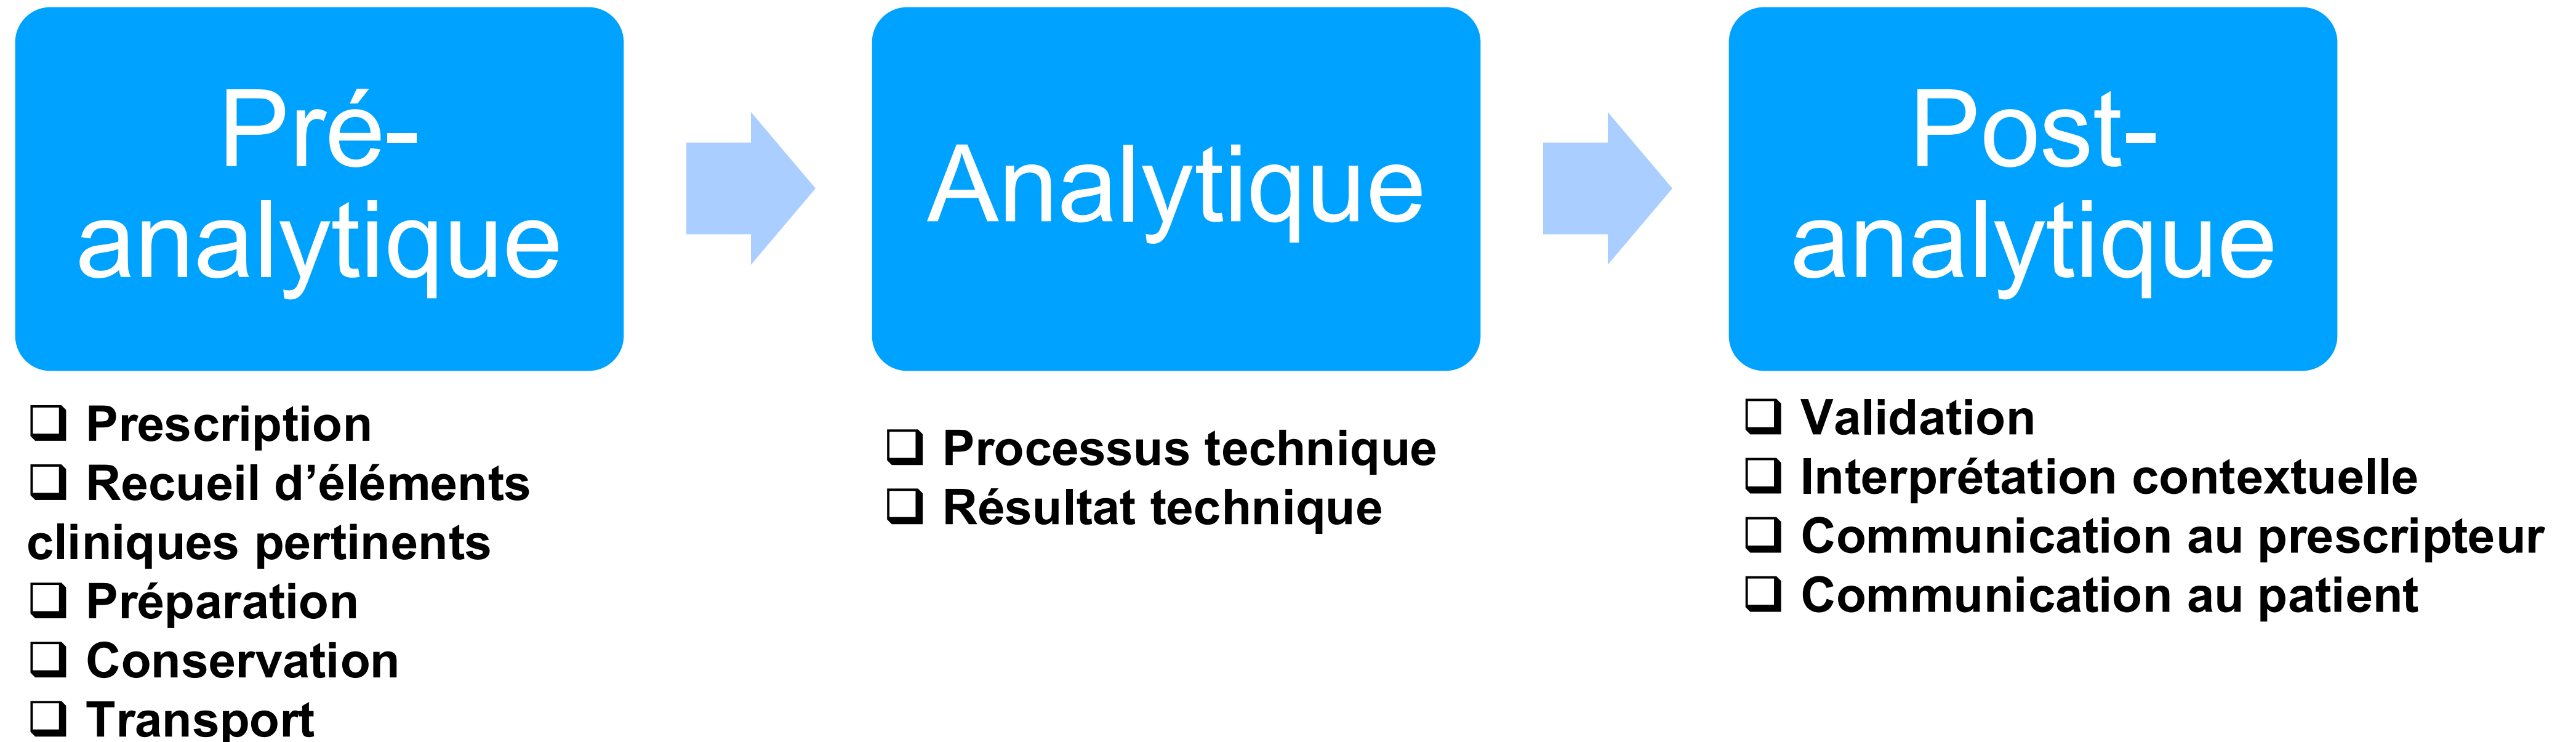 Pré-
analytique
Analytique
Post-
analytique
❑ Prescription
❑ Recueil d’éléments
cliniques pertinents
❑ Préparation
❑ Conservation
❑ Transport
❑ Processus technique
❑ Résultat technique
❑ Validation
❑ Interprétation contextuelle
❑ Communication au prescripteur
❑ Communication au patient